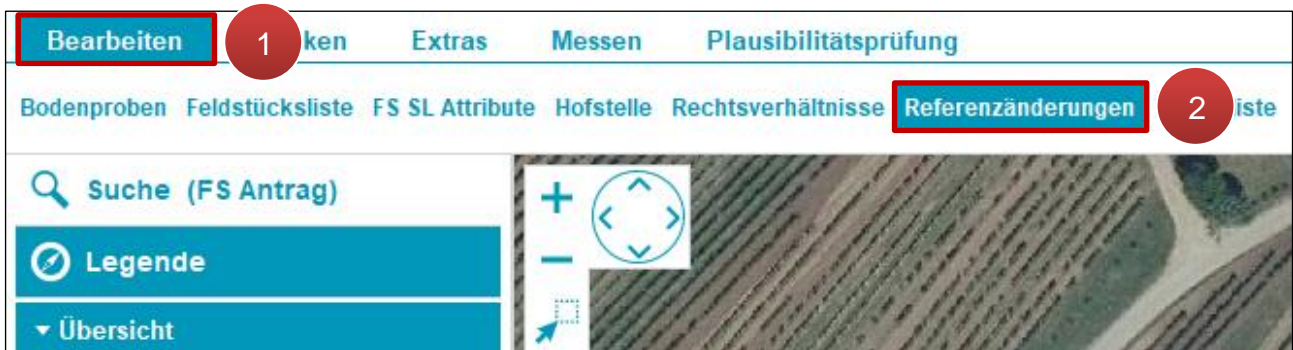 Bearbeiten 1 ken Extras Messen Plausibilitätsprüfung
Bodenproben Feldstücksliste FS SL Attribute Hofstelle Rechtsverhältnisse Referenzänderungen 2 iste
Suche (FS Antrag)
Legende
Übersicht